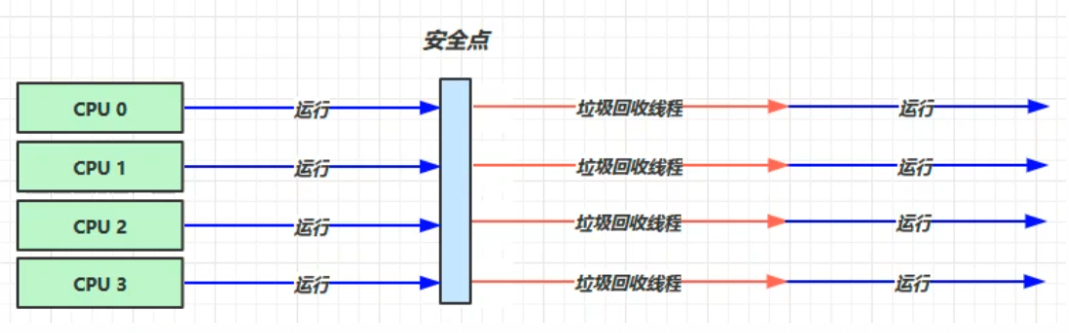 安全点
CPU 0 运行 垃圾回收线程 运行
CPU 1 运行 垃圾回收线程 运行
CPU 2 运行 垃圾回收线程 运行
CPU 3 运行 垃圾回收线程 运行